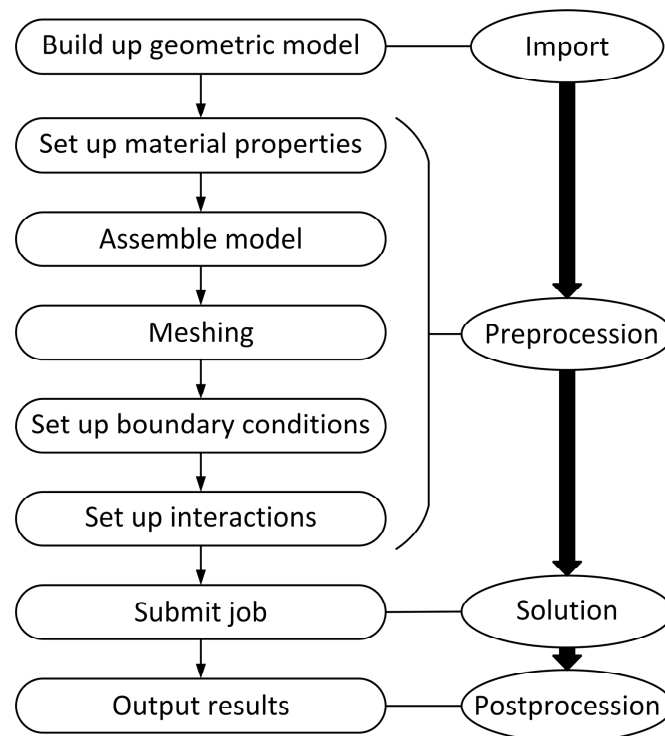 Build up geometric model
Import
Set up material properties
Assemble model
Meshing
Preprocession
Set up boundary conditions
Set up interactions
Submit job
Solution
Output results
Postprocession